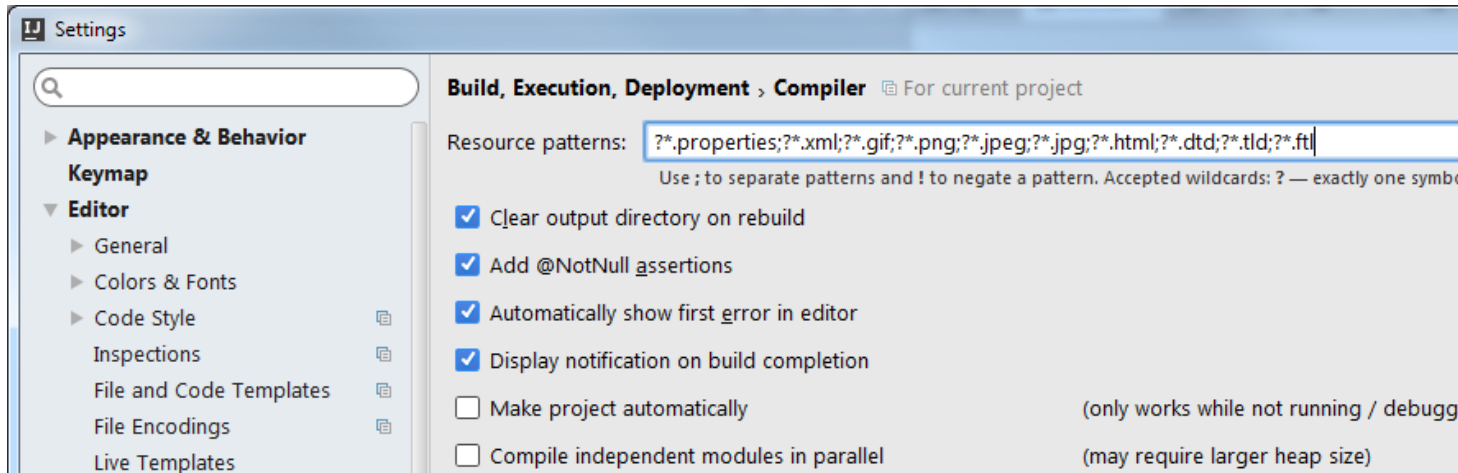 Settings
Build, Execution, Deployment › Compiler For current project
Appearance & Behavior
Resource patterns: ?*.properties;?*.xml;?*.gif;?*.png;?*.jpeg;?*.jpg;?*.html;?*.dtd;?*.tld;?*.ftl
Keymap
Use ; to separate patterns and ! to negate a pattern. Accepted wildcards: ? — exactly one
Editor
Clear output directory on rebuild
General
Add @NotNull assertions
Colors & Fonts
Automatically show first error in editor
Code Style
Inspections
Display notification on build completion
File and Code Templates
Make project automatically (only works while not running /
File Encodings
Compile independent modules in parallel (may require larger heap size)
Live Templates